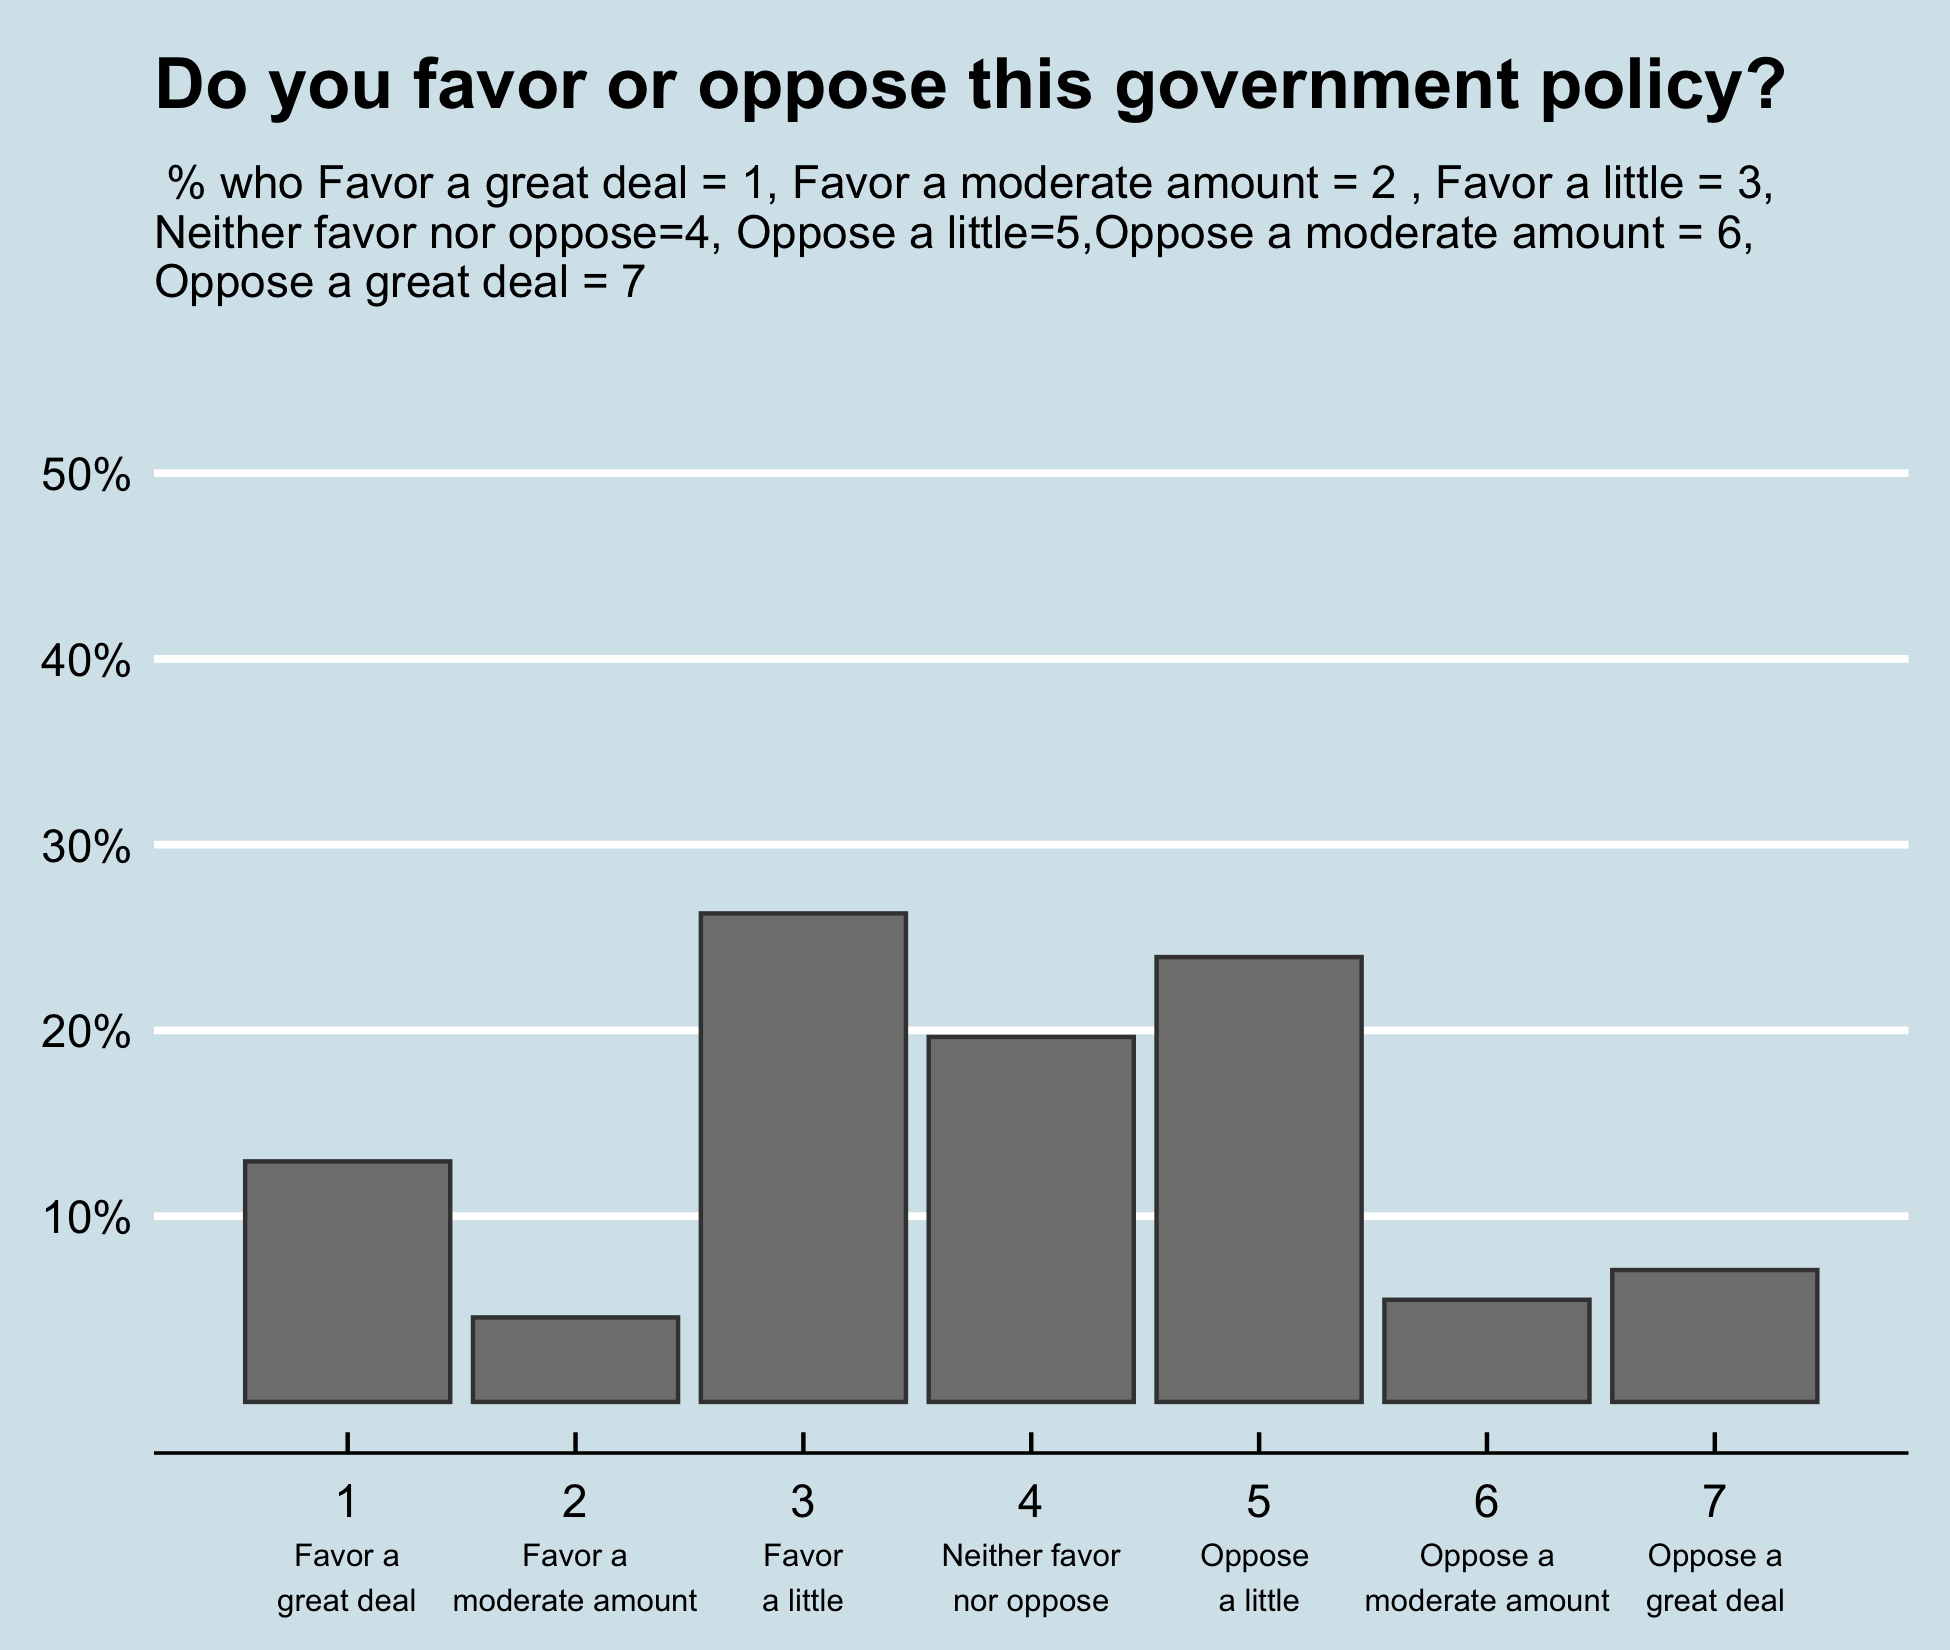 Do you favor or oppose this government policy?
% who Favor a great deal = 1, Favor a moderate amount = 2 , Favor a little = 3,
Neither favor nor oppose=4, Oppose a little=5,Oppose a moderate amount = 6,
Oppose a great deal = 7
50%
40%
30%
20%
10%
1 2 3 4 5 6 7
Favor a Favor a Favor Neither favor Oppose Oppose a Oppose a
great deal moderate amount a little nor oppose a little moderate amount great deal